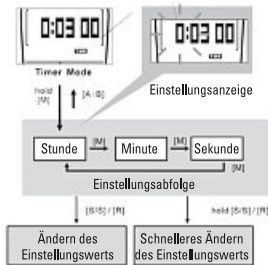 0:03 00
TIMER
0:03 00
TIMER
Timer Mode
hold
[M]
[A/B]
Einstellungsanzeige
[M]
[M]
Stunde
Minute
Sekunde
[M]
Einstellungsabfolge
[S/S] / [R]
hold [S/S] / [R]
Ändern des
Einstellungswerts
Schnelleres Ändern
des Einstellungswerts